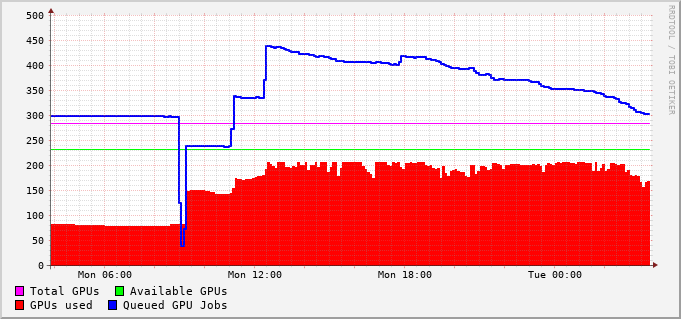 500
450
400
350
300
250
200
150
100
50
0
Mon 06:00 Mon 12:00 Mon 18:00 Tue 00:00
Total GPUs Available GPUs
GPUs used Queued GPU Jobs
RRDTOOL / TOBI OETIKER